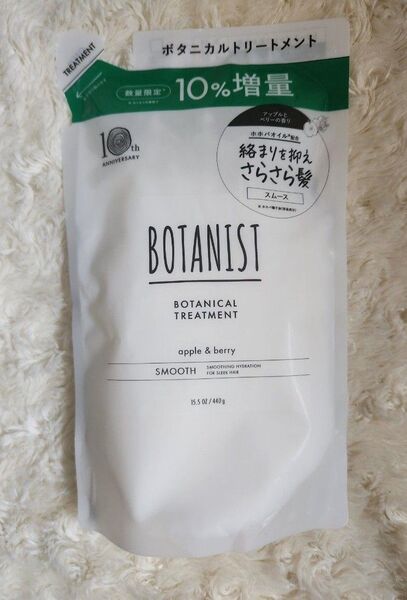 ボタニカルトリートメント
TREATMENT
数量限定
10%増量
10th
ANNIVERSARY
アップルと
ベリーの香り
ホホバオイル*配合
絡まりを抑え
さらさら髪
スムース
BOTANIST
BOTANICAL
TREATMENT
apple & berry
SMOOTH
SMOOTHING HYDRATION
FOR SLEEK HAIR
15.5 OZ / 440g